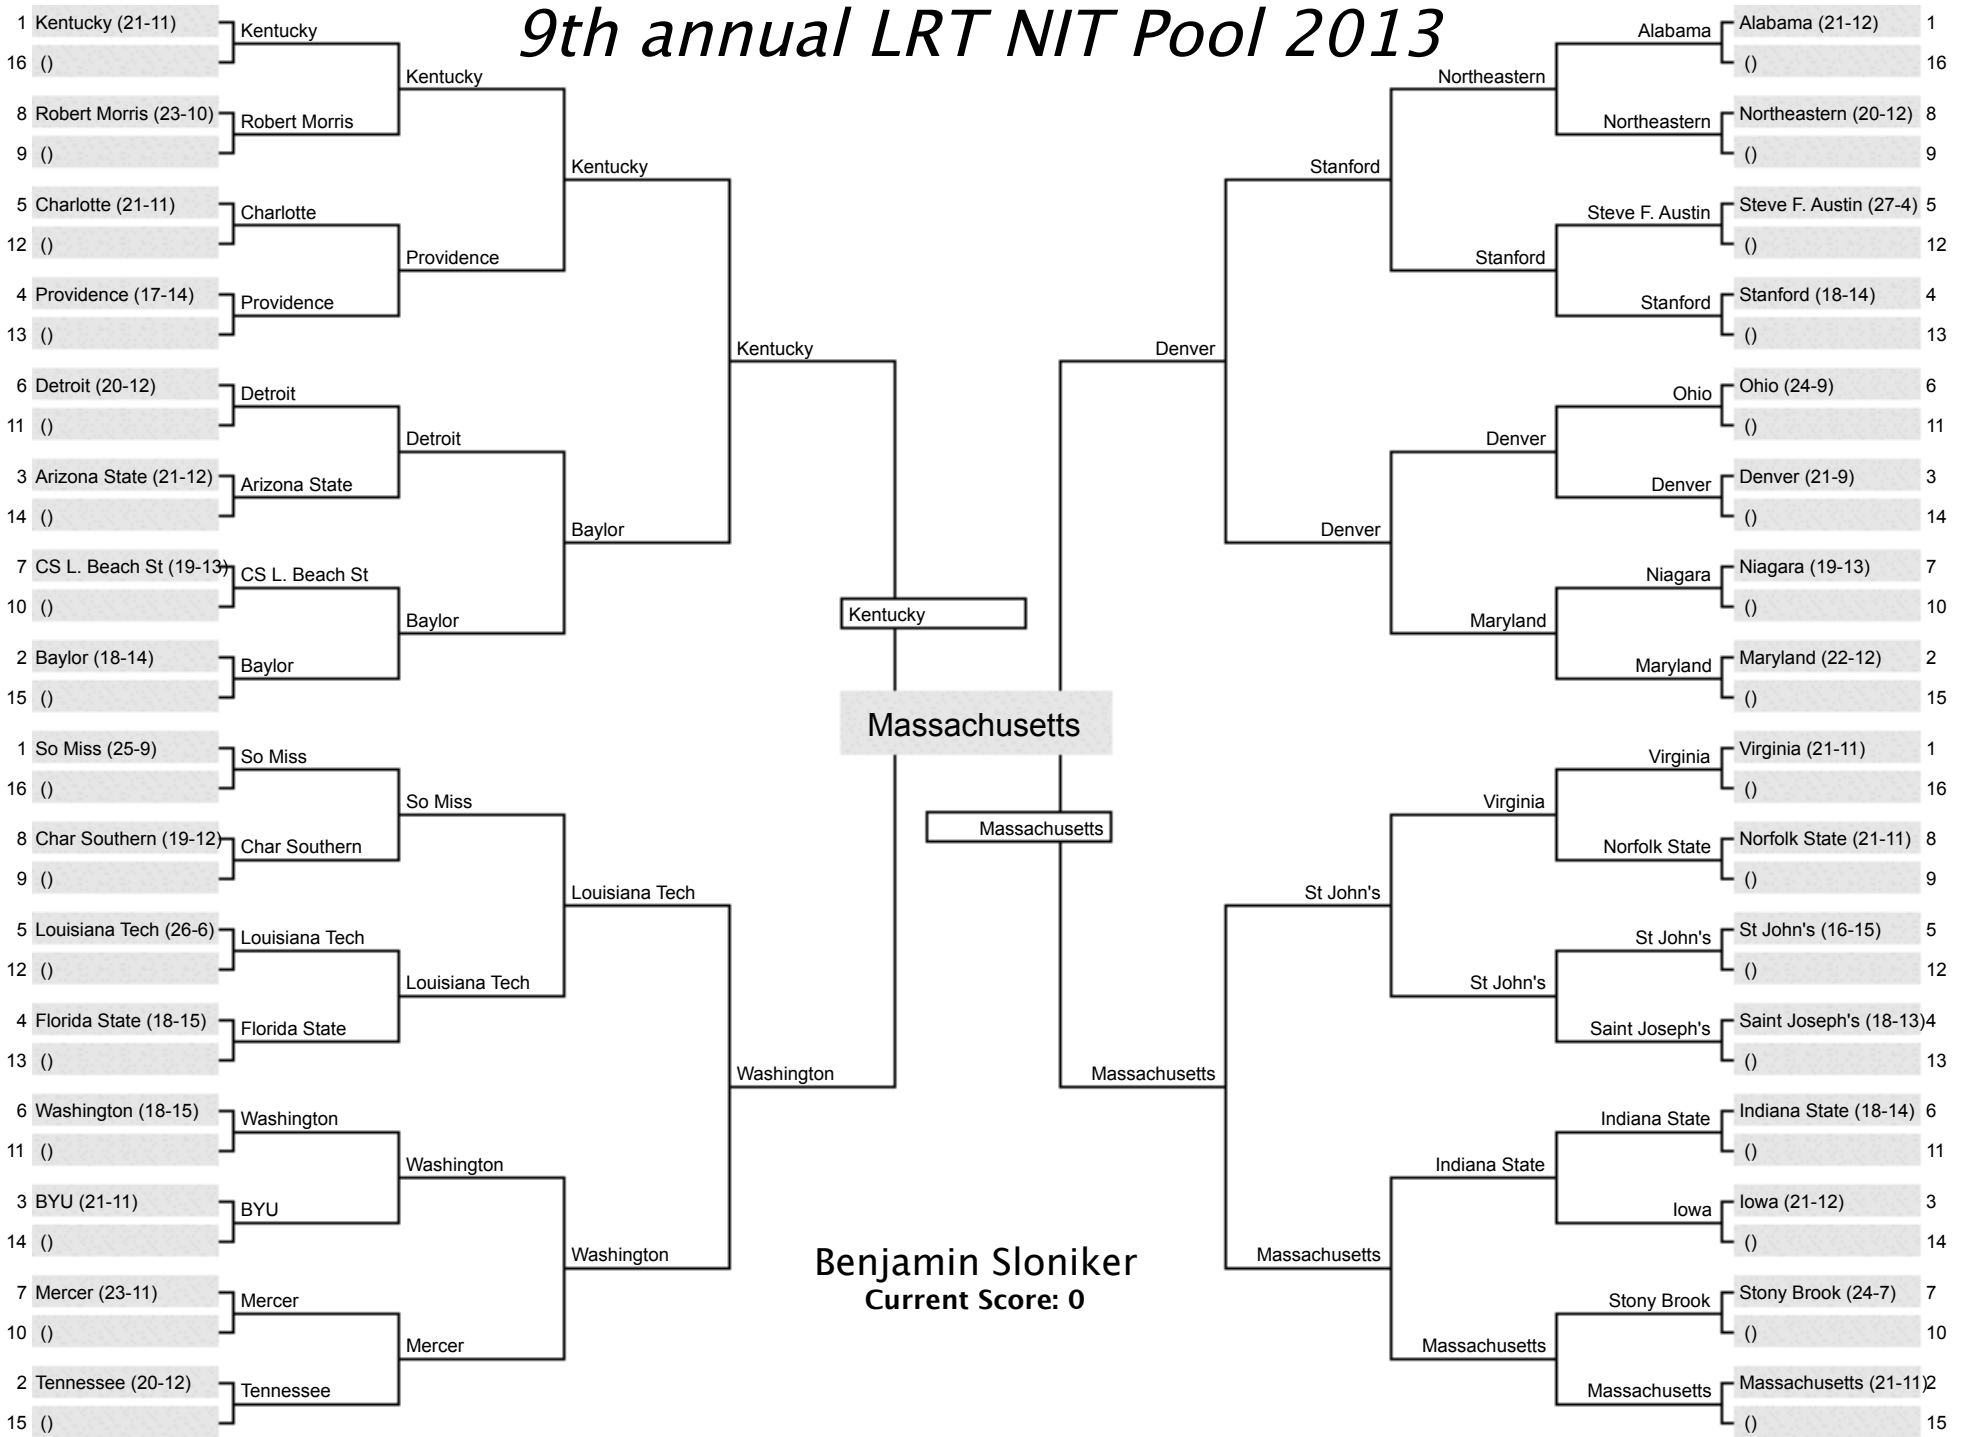 9th annual LRT NIT Pool 2013
1 Kentucky (21-11)
16 ()
8 Robert Morris (23-10)
9 ()
5 Charlotte (21-11)
12 ()
4 Providence (17-14)
13 ()
6 Detroit (20-12)
11 ()
3 Arizona State (21-12)
14 ()
7 CS L. Beach St (19-13)
10 ()
2 Baylor (18-14)
15 ()
1 So Miss (25-9)
16 ()
8 Char Southern (19-12)
9 ()
5 Louisiana Tech (26-6)
12 ()
4 Florida State (18-15)
13 ()
6 Washington (18-15)
11 ()
3 BYU (21-11)
14 ()
7 Mercer (23-11)
10 ()
2 Tennessee (20-12)
15 ()
Kentucky
Robert Morris
Charlotte
Providence
Detroit
Arizona State
CS L. Beach St
Baylor
So Miss
Char Southern
Louisiana Tech
Florida State
Washington
BYU
Mercer
Tennessee
Kentucky
Providence
Detroit
Baylor
So Miss
Louisiana Tech
Washington
Mercer
Kentucky
Baylor
Louisiana Tech
Washington
Kentucky
Washington
Kentucky
Massachusetts
Massachusetts
Benjamin Sloniker
Current Score: 0
Denver
Massachusetts
Stanford
Denver
St John's
Massachusetts
Northeastern
Stanford
Denver
Maryland
Virginia
St John's
Indiana State
Massachusetts
Alabama
Northeastern
Steve F. Austin
Stanford
Ohio
Denver
Niagara
Maryland
Virginia
Norfolk State
St John's
Saint Joseph's
Indiana State
Iowa
Stony Brook
Massachusetts
Alabama (21-12) 1
() 16
Northeastern (20-12) 8
() 9
Steve F. Austin (27-4) 5
() 12
Stanford (18-14) 4
() 13
Ohio (24-9) 6
() 11
Denver (21-9) 3
() 14
Niagara (19-13) 7
() 10
Maryland (22-12) 2
() 15
Virginia (21-11) 1
() 16
Norfolk State (21-11) 8
() 9
St John's (16-15) 5
() 12
Saint Joseph's (18-13) 4
() 13
Indiana State (18-14) 6
() 11
Iowa (21-12) 3
() 14
Stony Brook (24-7) 7
() 10
Massachusetts (21-11) 2
() 15